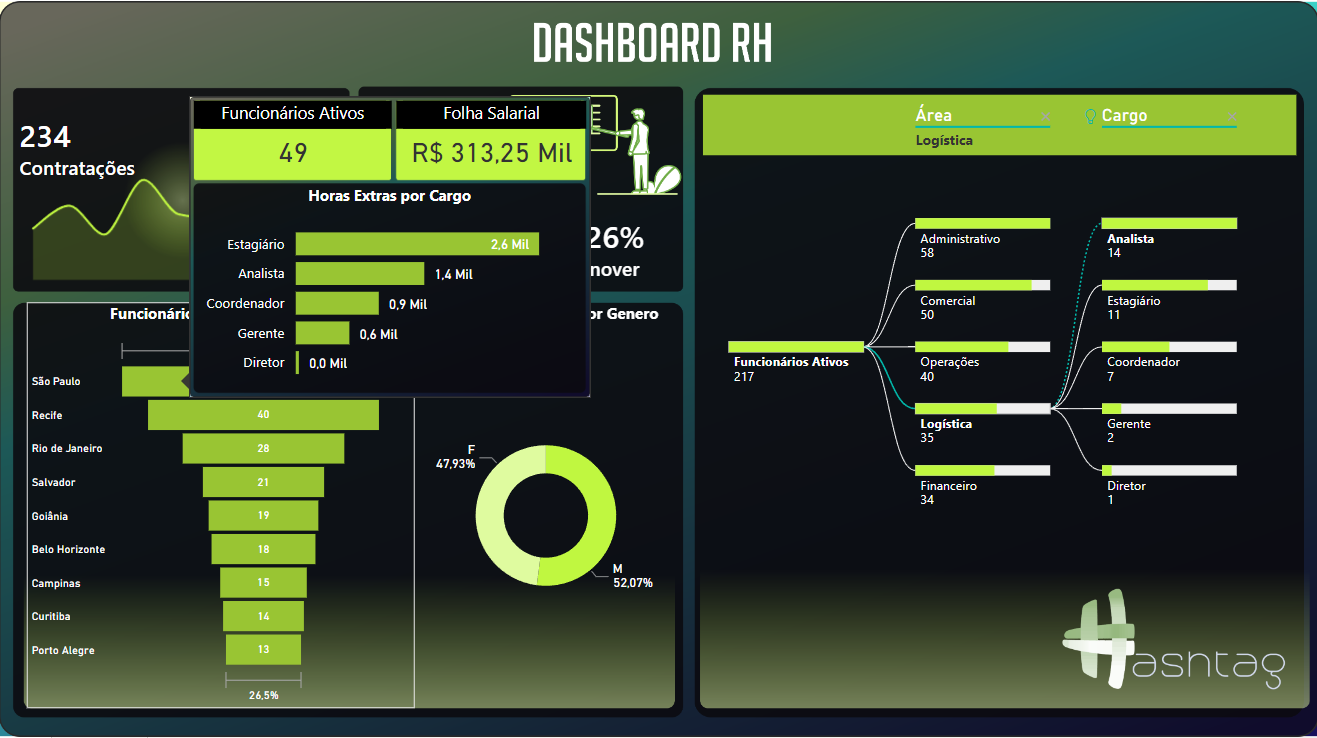 DASHBOARD RH
234
Contratações
Funcionários Ativos
49
Folha Salarial
R$ 313,25 Mil
Horas Extras por Cargo
Estagiário 2,6 Mil
Analista 1,4 Mil
Coordenador 0,9 Mil
Gerente 0,6 Mil
Diretor 0,0 Mil
26%
nover
Funcionário
São Paulo
Recife 40
Rio de Janeiro 28
Salvador 21
Goiânia 19
Belo Horizonte 18
Campinas 15
Curitiba 14
Porto Alegre 13
26,5%
or Genero
F
47,93%
M
52,07%
Área
Logística
Cargo
Funcionários Ativos
217
Administrativo
58
Comercial
50
Operações
40
Logística
35
Financeiro
34
Analista
14
Estagiário
11
Coordenador
7
Gerente
2
Diretor
1
Hashtag